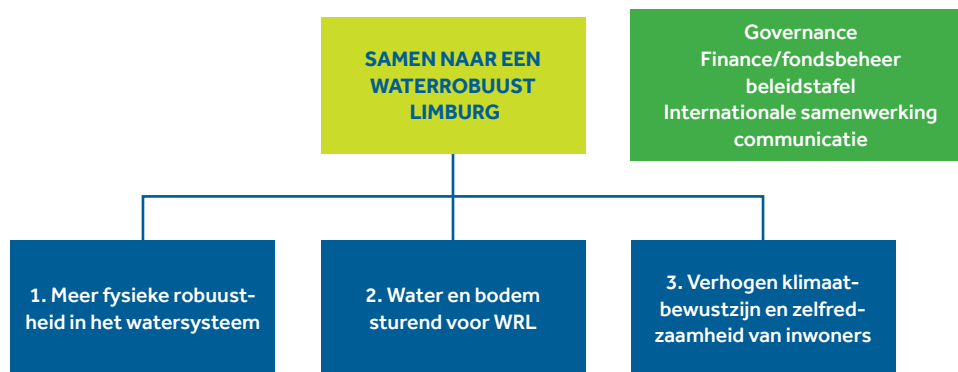 SAMEN NAAR EEN
WATERROBUUST
LIMBURG
Governance
Finance/fondsbeheer
beleidstafel
Internationale samenwerking
communicatie
1. Meer fysieke robuust-
heid in het watersysteem
2. Water en bodem
sturend voor WRL
3. Verhogen klimaat-
bewustzijn en zelfred-
zaamheid van inwoners